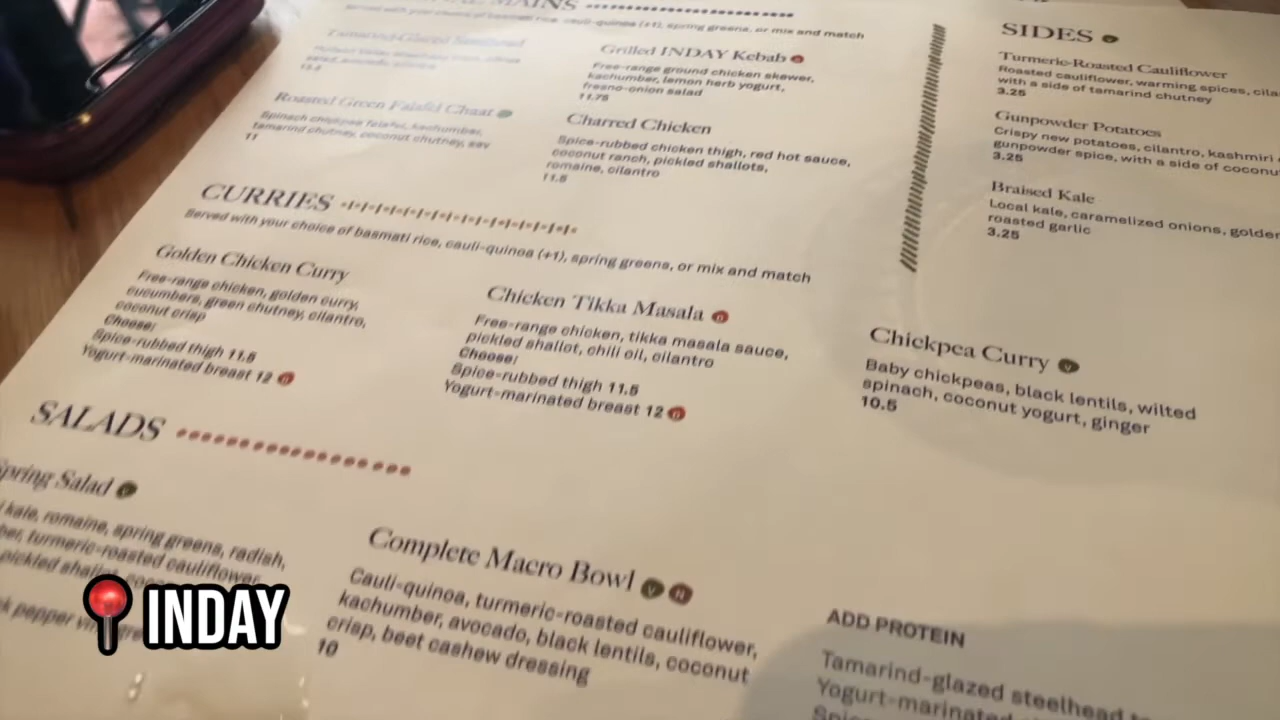 MAINS
Served with your choice of basmati rice, cauli-quinoa (+1), spring greens, or mix and match
Tamarind-Glazed Steelhead
Roasted Green Falafel Chaat
Spinach chickpea falafel, kachumber,
tamarind chutney, coconut chutney, sev
11
Grilled INDAY Kebab
Free-range ground chicken skewer,
kachumber, lemon herb yogurt,
fresno-onion salad
11.75
Charred Chicken
Spice-rubbed chicken thigh, red hot sauce,
coconut ranch, pickled shallots,
romaine, cilantro
11.5
SIDES
Turmeric-Roasted Cauliflower
Roasted cauliflower, warming spices,
with a side of tamarind chutney
3.25
Gunpowder Potatoes
Crispy new potatoes, cilantro, kashmiri
gunpowder spice, with a side of
3.25
Braised Kale
Local kale, caramelized onions, golden
roasted garlic
3.25
CURRIES
Served with your choice of basmati rice, cauli-quinoa (+1), spring greens, or mix and match
Golden Chicken Curry
Free-range chicken, golden curry,
cucumbers, green chutney, cilantro,
coconut crisp
Choose:
Spice-rubbed thigh 11.5
Yogurt-marinated breast 12
Chicken Tikka Masala
Free-range chicken, tikka masala sauce,
pickled shallot, chili oil, cilantro
Choose:
Spice-rubbed thigh 11.5
Yogurt-marinated breast 12
Chickpea Curry
Baby chickpeas, black lentils, wilted
spinach, coconut yogurt, ginger
10.5
SALADS
Spring Salad
kale, romaine, spring greens, radish,
turmeric-roasted cauliflower,
pickled shallot,
pepper
Complete Macro Bowl
Cauli-quinoa, turmeric-roasted cauliflower,
kachumber, avocado, black lentils, coconut
crisp, beet cashew dressing
10
ADD PROTEIN
Tamarind-glazed steelhead
Yogurt-marinated
INDAY